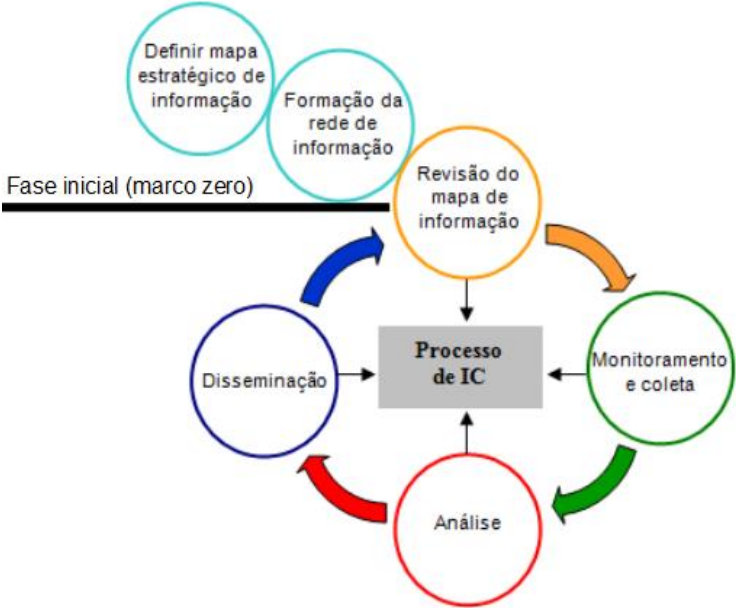 Definir mapa
estratégico de
informação
Formação da
rede de
informação
Fase inicial (marco zero)
Revisão do
mapa de
informação
Processo
de IC
Disseminação
Monitoramento
e coleta
Análise